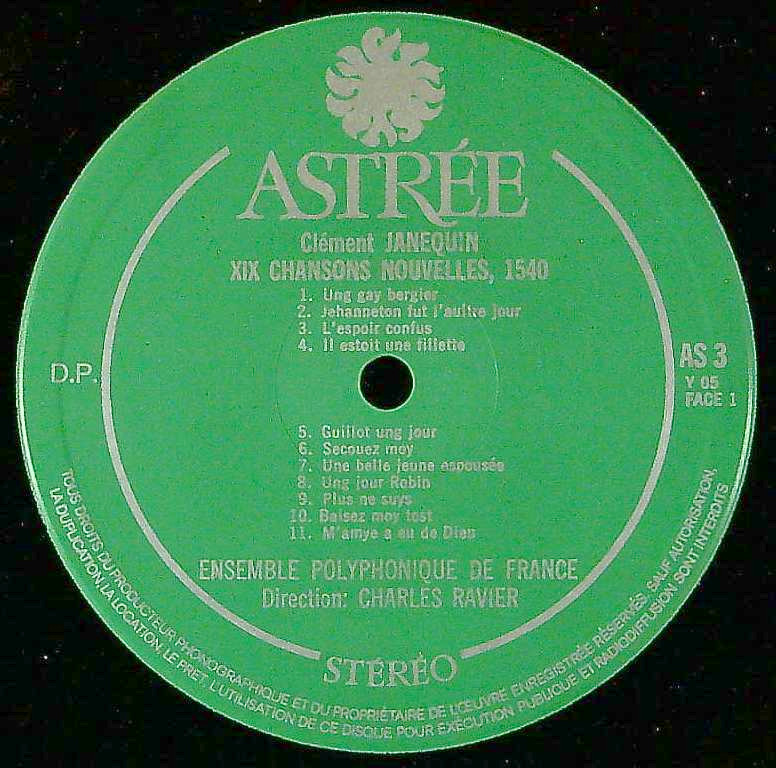 ASTRÉE
Clément JANEQUIN
XIX CHANSONS NOUVELLES, 1540
1. Ung gay bergier
2. Jehanneton fut l'aultre jour
3. L'espoir confus
4. Il estoit une fillette
D.P.
AS 3
Y 05
FACE 1
5. Guillot ung jour
6. Secouez moy
7. Une belle jeune espousée
8. Ung jour Robin
9. Plus ne suys
10. Baisez moy tost
11. M'amye a eu de Dieu
ENSEMBLE POLYPHONIQUE DE FRANCE
Direction: CHARLES RAVIER
STÉRÉO
TOUS DROITS DU PRODUCTEUR PHONOGRAPHIQUE ET DU PROPRIÉTAIRE DE L'ŒUVRE ENREGISTRÉE RÉSERVÉS, SAUF AUTORISATION,
LA DUPLICATION, LA LOCATION, LE PRET, L'UTILISATION DE CE DISQUE POUR EXÉCUTION PUBLIQUE ET RADIODIFFUSION SONT INTERDITS